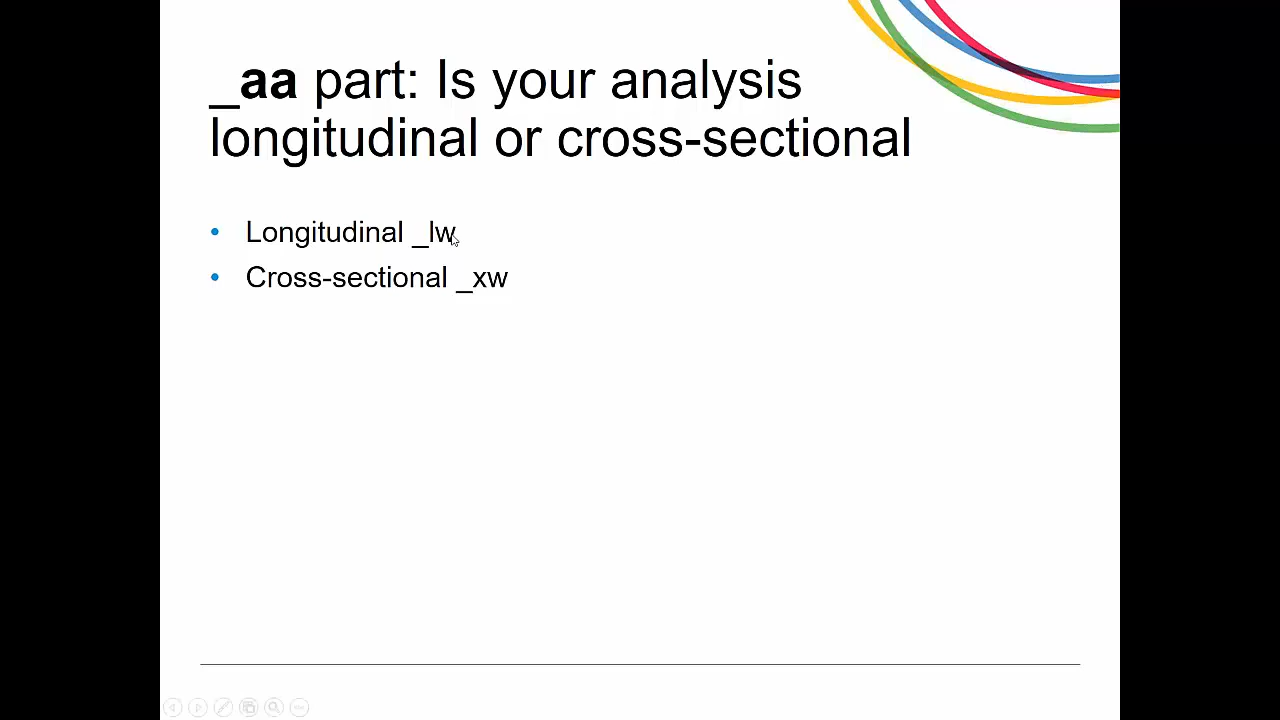 _aa part: Is your analysis
longitudinal or cross-sectional
• Longitudinal _lw
• Cross-sectional _xw